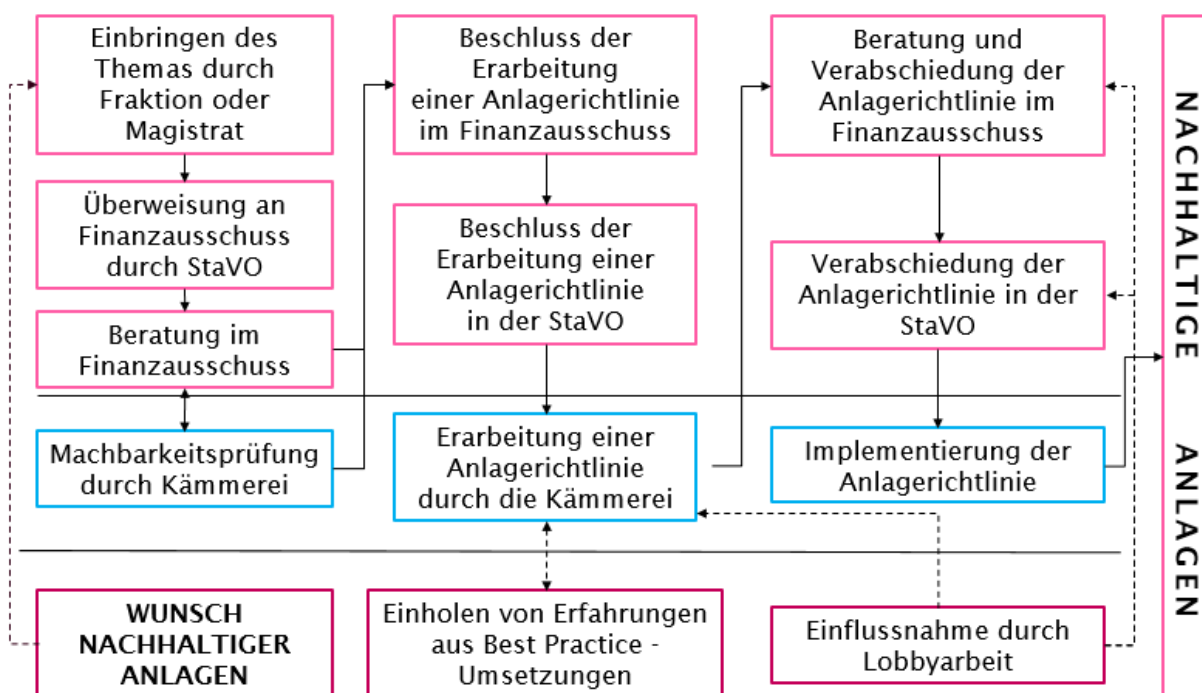 Einbringen des
Themas durch
Fraktion oder
Magistrat
Überweisung an
Finanzausschuss
durch StaVO
Beratung im
Finanzausschuss
Machbarkeitsprüfung
durch Kämmerei
WUNSCH
NACHHALTIGER
ANLAGEN
Beschluss der
Erarbeitung
einer Anlagerichtlinie
im Finanzausschuss
Beschluss der
Erarbeitung einer
Anlagerichtlinie
in der StaVO
Erarbeitung einer
Anlagerichtlinie
durch die Kämmerei
Einholen von Erfahrungen
aus Best Practice -
Umsetzungen
Beratung und
Verabschiedung der
Anlagerichtlinie im
Finanzausschuss
Verabschiedung der
Anlagerichtlinie in der
StaVO
Implementierung der
Anlagerichtlinie
Einflussnahme durch
Lobbyarbeit
NACHHALTIGE ANLAGEN